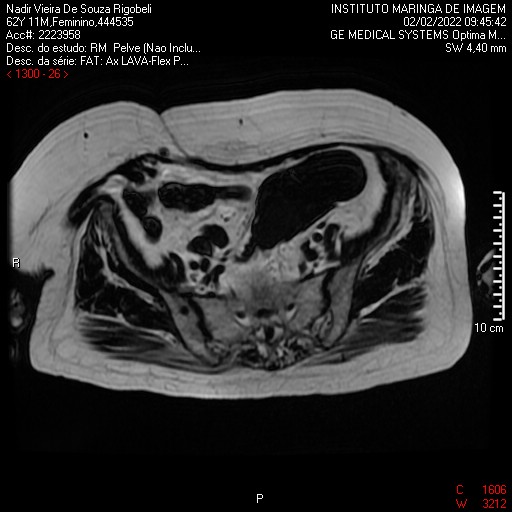 Nadir Vieira De Souza Rigobeli
62Y 11M,Feminino,444535
Acc#: 2223958
Desc. do estudo: RM Pelve (Nao Inclu...
Desc. da série: FAT: Ax LAVA-Flex P...
< 1300 - 26 >
INSTITUTO MARINGA DE IMAGEM
02/02/2022 09:45:42
GE MEDICAL SYSTEMS Optima M...
SW 4,40 mm
R
10 cm
P
C 1606
W 3212